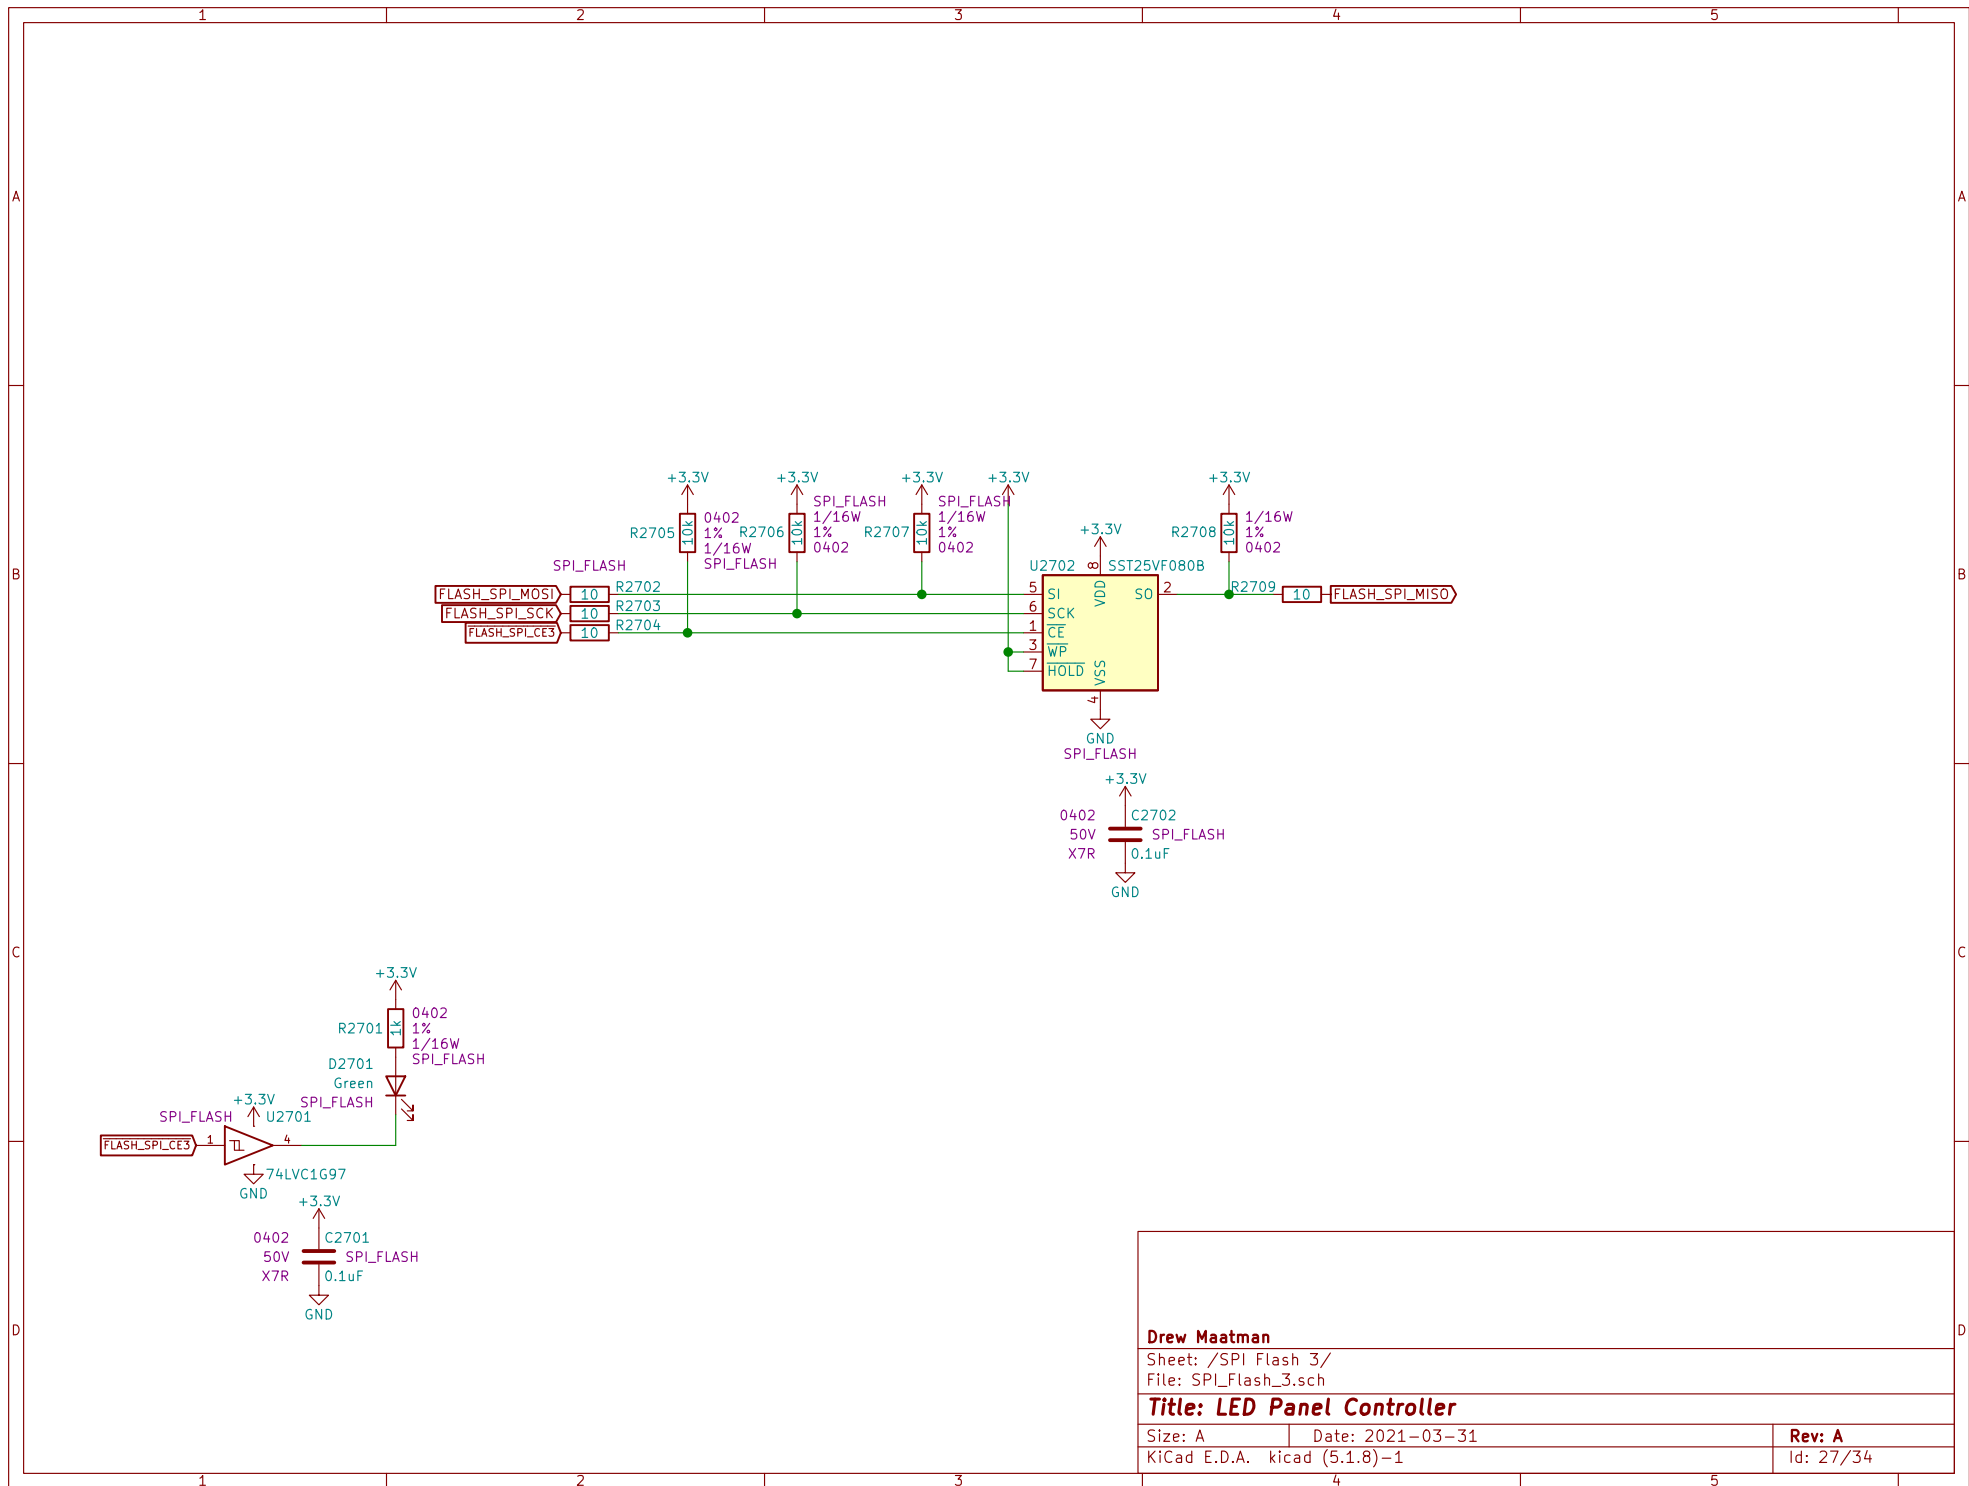 1 2 3 4 5
A A
+3.3V +3.3V +3.3V +3.3V +3.3V
R2705 10k 0402
1%
1/16W
SPI_FLASH
R2706 10k SPI_FLASH
1/16W
1%
0402
R2707 10k SPI_FLASH
1/16W
1%
0402
R2708 10k 1/16W
1%
0402
+3.3V
B B
SPI_FLASH
U2702 8 SST25VF080B
FLASH_SPI_MOSI 10 R2702 5 SI VDD SO 2 R2709 10 FLASH_SPI_MISO
FLASH_SPI_SCK 10 R2703 6 SCK
FLASH_SPI_CE3 10 R2704 1 CE
3 WP
7 HOLD VSS
4
GND
SPI_FLASH
+3.3V
0402 C2702
50V SPI_FLASH
X7R 0.1uF
GND
C C
+3.3V
R2701 1k 0402
1%
1/16W
SPI_FLASH
D2701
Green
SPI_FLASH
+3.3V
SPI_FLASH U2701
FLASH_SPI_CE3 1 4
74LVC1G97
GND
+3.3V
0402 C2701
50V SPI_FLASH
X7R 0.1uF
GND
D D
Drew Maatman
Sheet: /SPI Flash 3/
File: SPI_Flash_3.sch
Title: LED Panel Controller
Size: A Date: 2021-03-31 Rev: A
KiCad E.D.A. kicad (5.1.8)-1 Id: 27/34
1 2 3 4 5